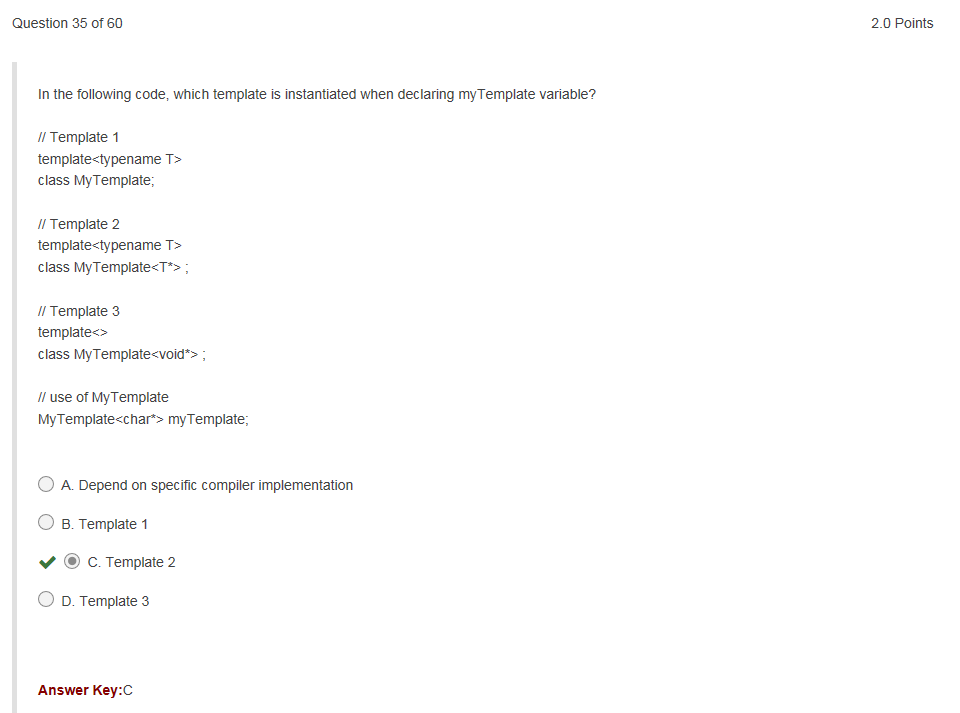 Question 35 of 60
2.0 Points
In the following code, which template is instantiated when declaring myTemplate variable?
// Template 1
template<typename T>
class MyTemplate;
// Template 2
template<typename T>
class MyTemplate<T*> ;
// Template 3
template<>
class MyTemplate<void*> ;
// use of MyTemplate
MyTemplate<char*> myTemplate;
A. Depend on specific compiler implementation
B. Template 1
C. Template 2
D. Template 3
Answer Key:C